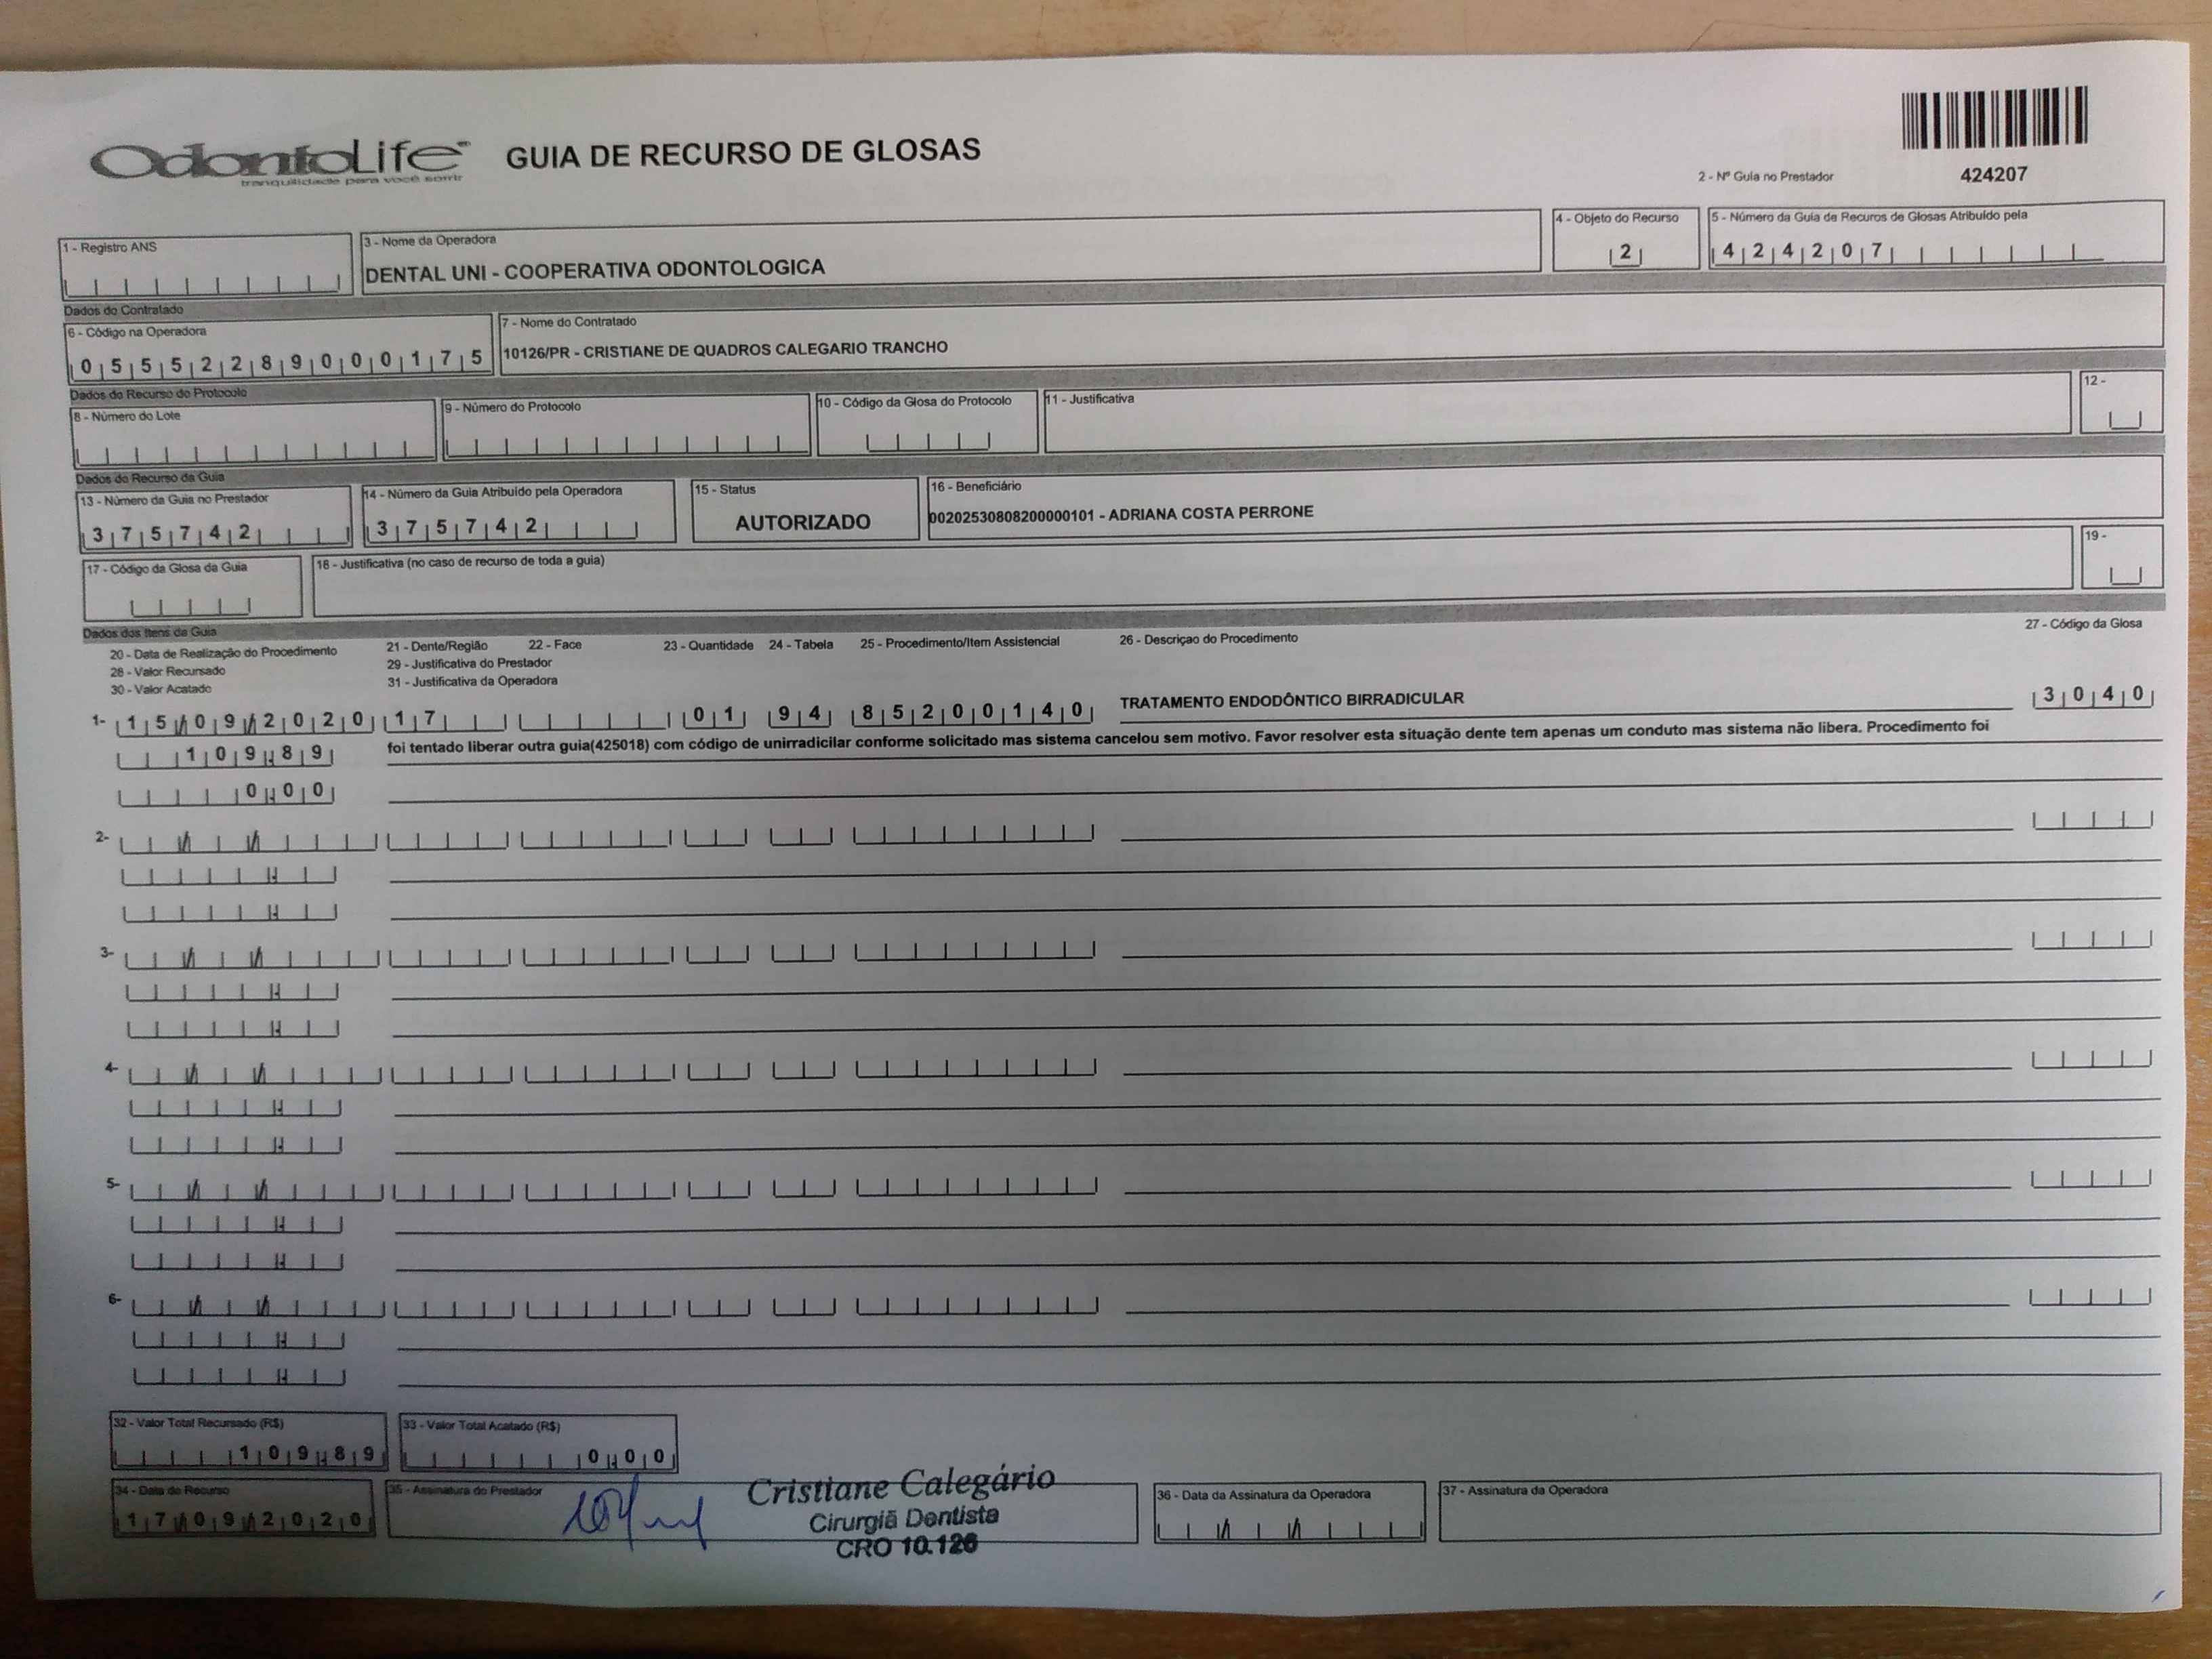 OdontoLife
tranquilidade para você sorrir
GUIA DE RECURSO DE GLOSAS
2 - Nº Guia no Prestador
424207
1 - Registro ANS
3 - Nome da Operadora
DENTAL UNI - COOPERATIVA ODONTOLOGICA
4 - Objeto do Recurso
2
5 - Número da Guia de Recuros de Glosas Atribuído pela
424207
Dados do Contratado
6 - Código na Operadora
05552289000175
7 - Nome do Contratado
10126/PR - CRISTIANE DE QUADROS CALEGARIO TRANCHO
Dados do Recurso do Protocolo
8 - Número do Lote
9 - Número do Protocolo
10 - Código da Glosa do Protocolo
11 - Justificativa
12 -
Dados do Recurso da Guia
13 - Número da Guia no Prestador
375742
14 - Número da Guia Atribuído pela Operadora
375742
15 - Status
AUTORIZADO
16 - Beneficiário
00202530808200000101 - ADRIANA COSTA PERRONE
17 - Código da Glosa da Guia
18 - Justificativa (no caso de recurso de toda a guia)
19 -
Dados dos Itens da Guia
20 - Data de Realização do Procedimento 21 - Dente/Região 22 - Face 23 - Quantidade 24 - Tabela 25 - Procedimento/Item Assistencial 26 - Descriçao do Procedimento 27 - Código da Glosa
28 - Valor Recursado 29 - Justificativa do Prestador
30 - Valor Acatado 31 - Justificativa da Operadora
1- 15/09/2020 17 01 94 85200140 TRATAMENTO ENDODÔNTICO BIRRADICULAR 3040
109,89 foi tentado liberar outra guia(425018) com código de unirradicilar conforme solicitado mas sistema cancelou sem motivo. Favor resolver esta situação dente tem apenas um conduto mas sistema não libera. Procedimento foi
0,00
2-
3-
4-
5-
6-
32 - Valor Total Recursado (R$)
109,89
33 - Valor Total Acatado (R$)
0,00
34 - Data do Recurso
17/09/2020
35 - Assinatura do Prestador
Cristiane Calegário
Cirurgiã Dentista
CRO 10.126
36 - Data da Assinatura da Operadora
37 - Assinatura da Operadora